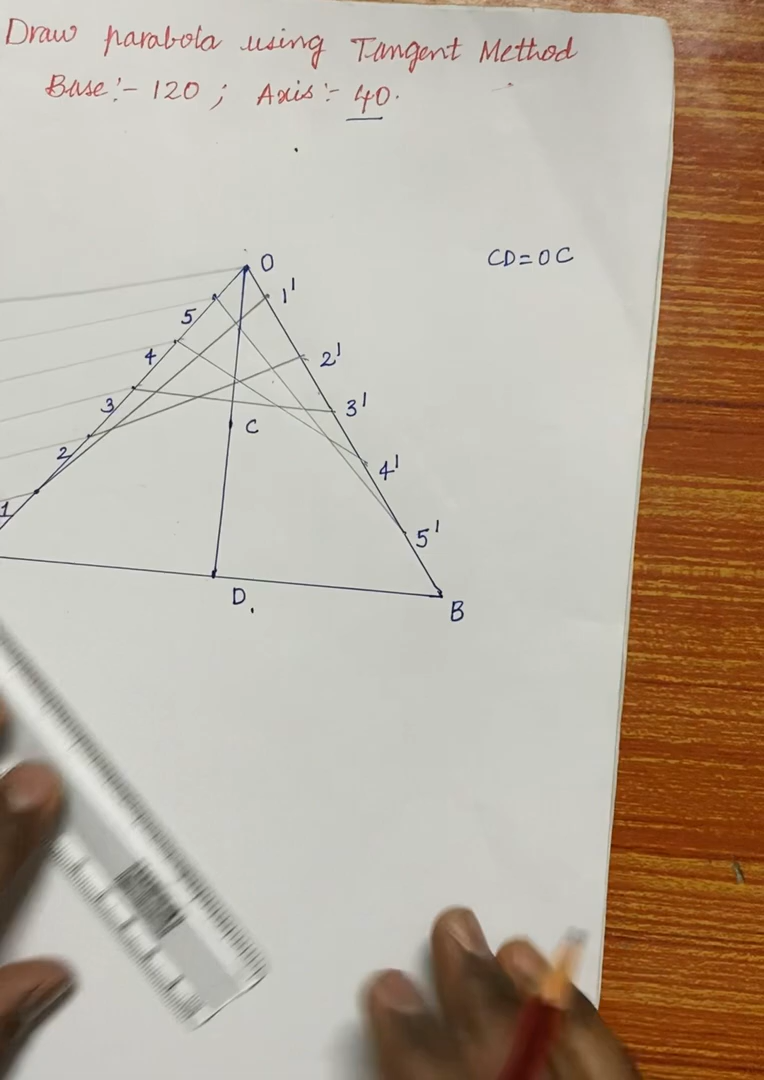 Draw parabola using Tangent Method
Base:- 120 ; Axis:- 40.
CD=OC
O
1'
5
4
2'
3
3'
C
2
4'
1
5'
D
B